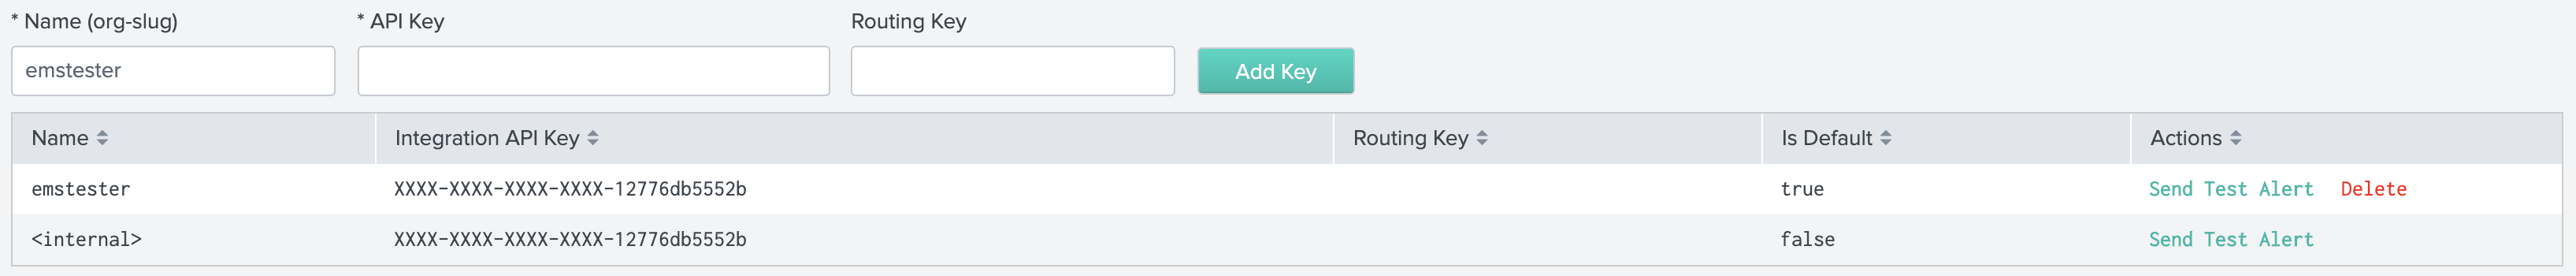 * Name (org-slug) * API Key Routing Key
emstester Add Key
Name Integration API Key Routing Key Is Default Actions
emstester XXXX-XXXX-XXXX-XXXX-12776db5552b true Send Test Alert Delete
<internal> XXXX-XXXX-XXXX-XXXX-12776db5552b false Send Test Alert